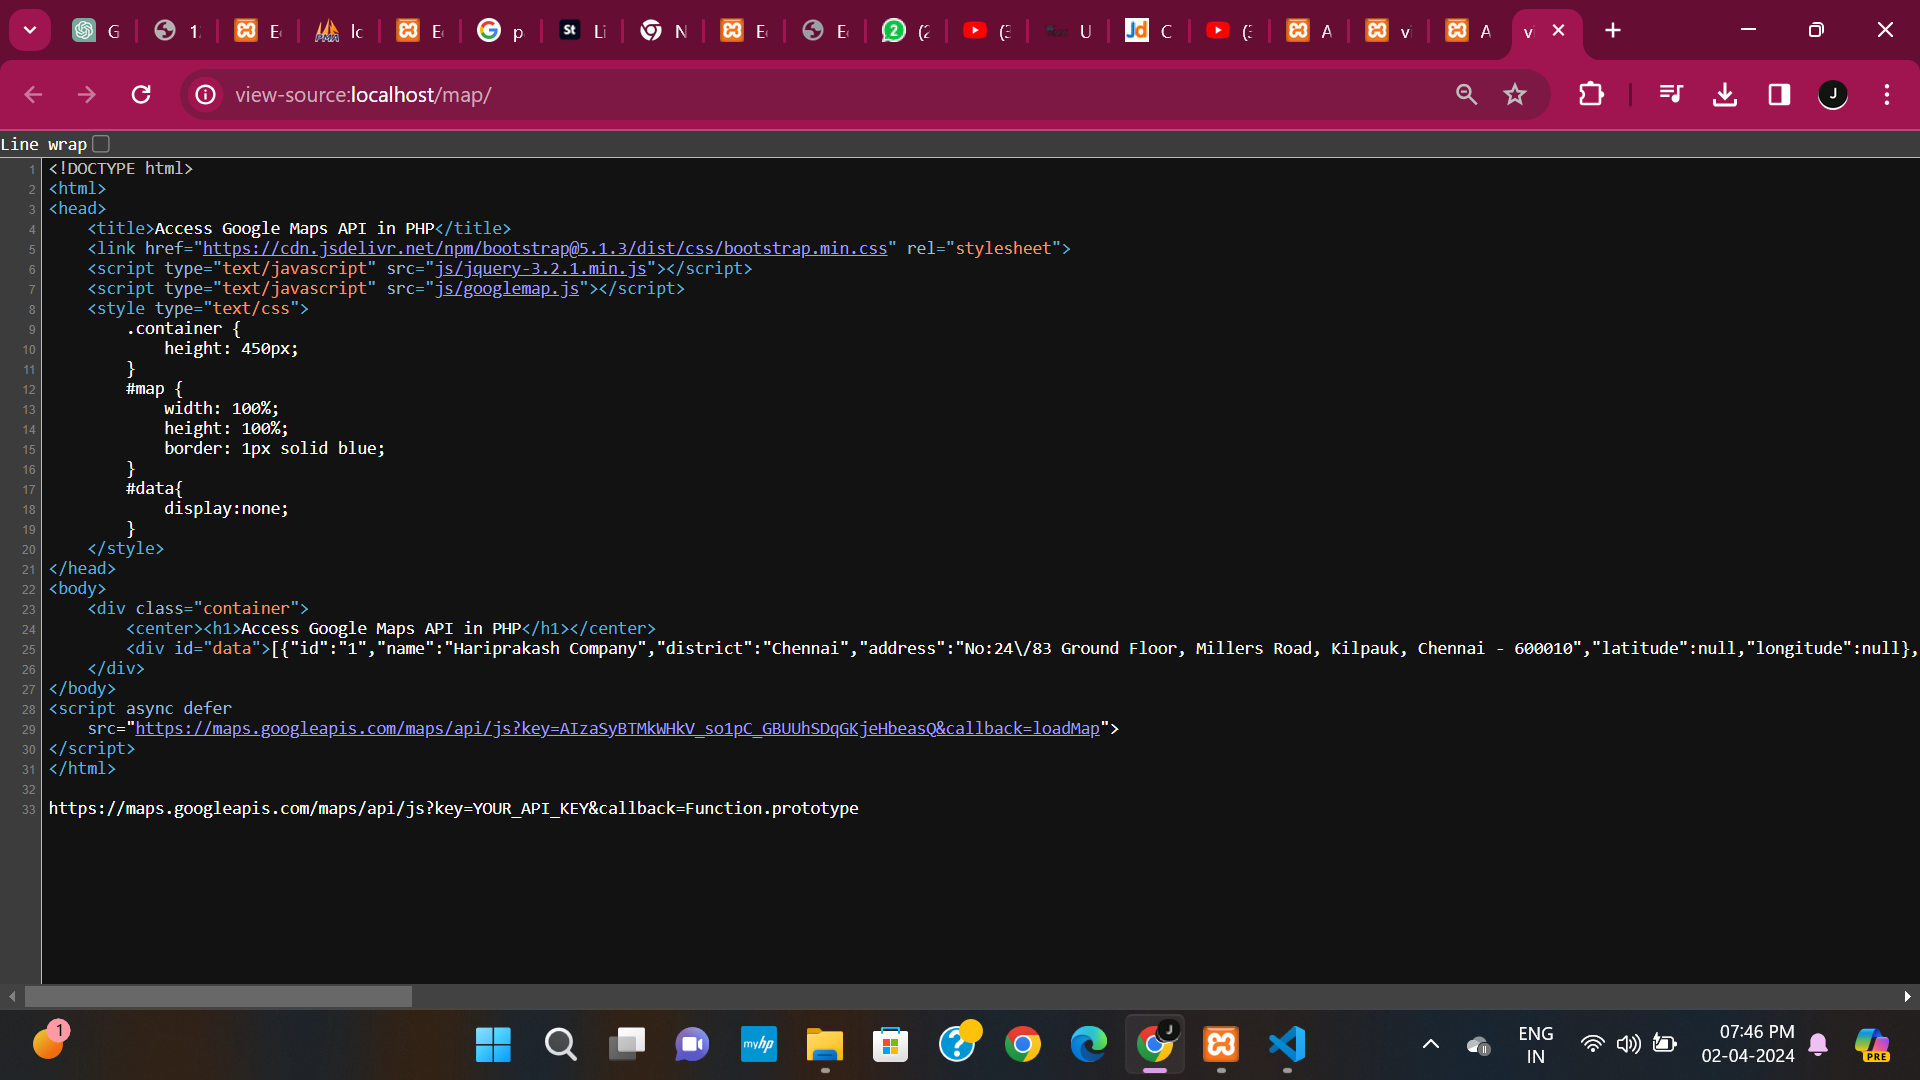 G 1: E lo E p Li N E E (2 (3 U C (3 A v A v
view-source:localhost/map/
Line wrap
1 <!DOCTYPE html>
2 <html>
3 <head>
4 <title>Access Google Maps API in PHP</title>
5 <link href="https://cdn.jsdelivr.net/npm/bootstrap@5.1.3/dist/css/bootstrap.min.css" rel="stylesheet">
6 <script type="text/javascript" src="js/jquery-3.2.1.min.js"></script>
7 <script type="text/javascript" src="js/googlemap.js"></script>
8 <style type="text/css">
9 .container {
10 height: 450px;
11 }
12 #map {
13 width: 100%;
14 height: 100%;
15 border: 1px solid blue;
16 }
17 #data{
18 display:none;
19 }
20 </style>
21 </head>
22 <body>
23 <div class="container">
24 <center><h1>Access Google Maps API in PHP</h1></center>
25 <div id="data">[{"id":"1","name":"Hariprakash Company","district":"Chennai","address":"No:24\/83 Ground Floor, Millers Road, Kilpauk, Chennai - 600010","latitude":null,"longitude":null},
26 </div>
27 </body>
28 <script async defer
29 src="https://maps.googleapis.com/maps/api/js?key=AIzaSyBTMkWHkV_so1pC_GBUUhSDqGKjeHbeasQ&callback=loadMap">
30 </script>
31 </html>
32
33 https://maps.googleapis.com/maps/api/js?key=YOUR_API_KEY&callback=Function.prototype
1
myhp
J
ENG
IN
07:46 PM
02-04-2024
PRE